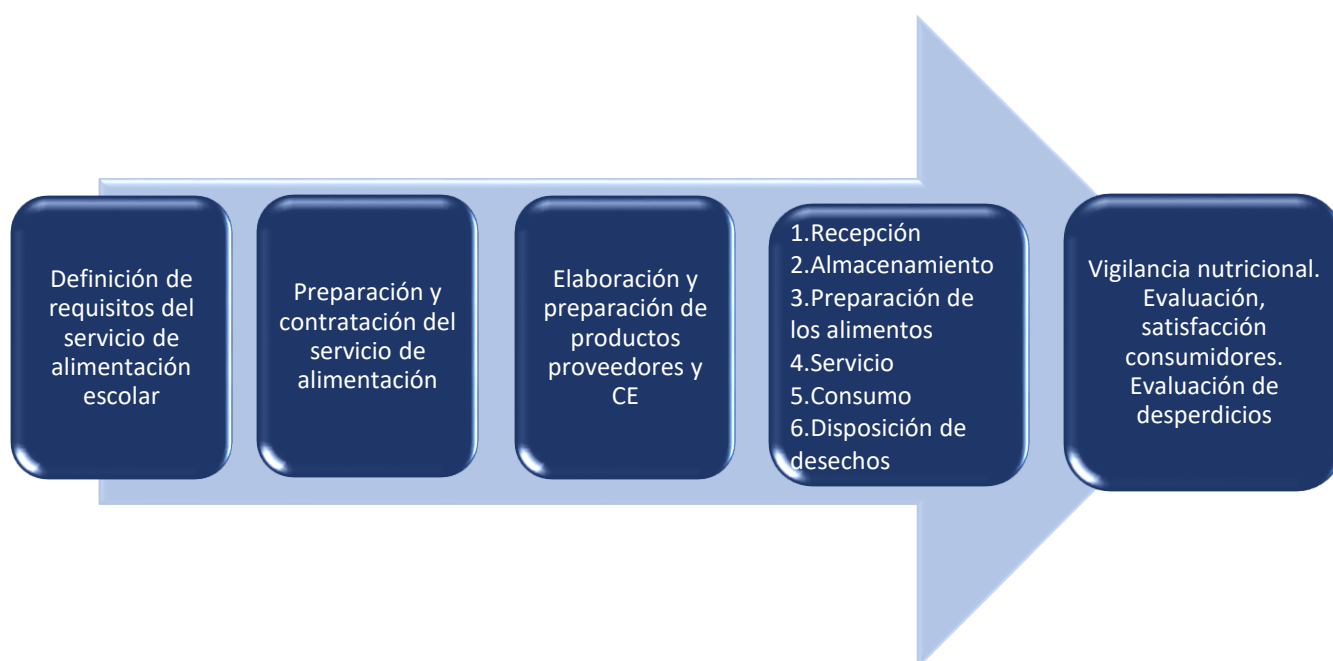 Definición de
requisitos del
servicio de
alimentación
escolar
Preparación y
contratación del
servicio de
alimentación
Elaboración y
preparación de
productos
proveedores y
CE
1.Recepción
2.Almacenamiento
3.Preparación de
los alimentos
4.Servicio
5.Consumo
6.Disposición de
desechos
Vigilancia nutricional.
Evaluación,
satisfacción
consumidores.
Evaluación de
desperdicios